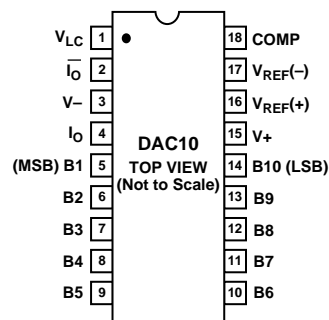 VLC 1 18 COMP
I̅O̅ 2 17 VREF(–)
V– 3 16 VREF(+)
IO 4 15 V+
DAC10
(MSB) B1 5 14 B10 (LSB)
TOP VIEW
(Not to Scale)
B2 6 13 B9
B3 7 12 B8
B4 8 11 B7
B5 9 10 B6